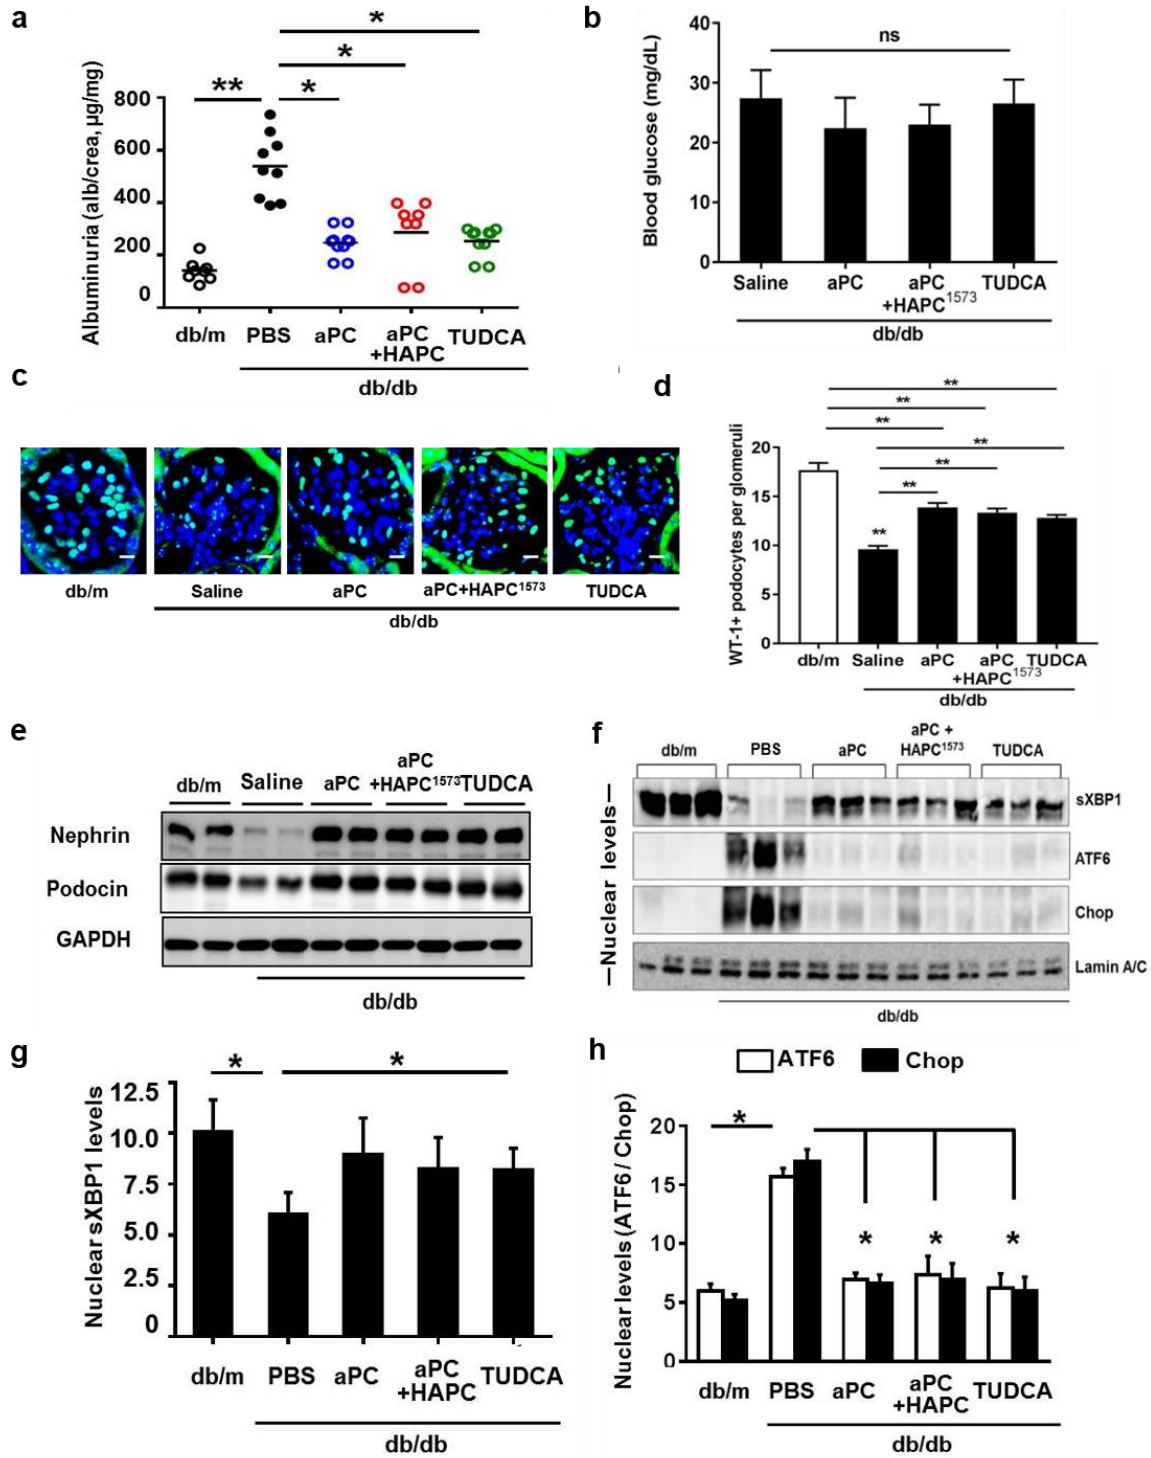 a
*
*
**
*
Albuminuria (alb/crea, µg/mg)
800
600
400
200
0
db/m
PBS
aPC
aPC
+HAPC
TUDCA
db/db
b
Blood glucose (mg/dL)
40
30
20
10
0
ns
Saline
aPC
aPC
+HAPC1573
TUDCA
db/db
c
db/m
Saline
aPC
aPC+HAPC1573
TUDCA
db/db
d
**
**
**
**
**
**
**
WT-1+ podocytes per glomeruli
20
15
10
5
0
db/m
Saline
aPC
aPC
+HAPC1573
TUDCA
db/db
e
db/m
Saline
aPC
aPC
+HAPC1573
TUDCA
Nephrin
Podocin
GAPDH
db/db
f
db/m
PBS
aPC
aPC +
HAPC1573
TUDCA
—Nuclear levels—
sXBP1
ATF6
Chop
Lamin A/C
db/db
g
*
*
Nuclear sXBP1 levels
12.5
10.0
7.5
5.0
2.5
0
db/m
PBS
aPC
aPC
+HAPC
TUDCA
db/db
h
ATF6
Chop
Nuclear levels (ATF6 / Chop)
20
15
10
5
0
*
*
*
*
db/m
PBS
aPC
aPC
+HAPC
TUDCA
db/db